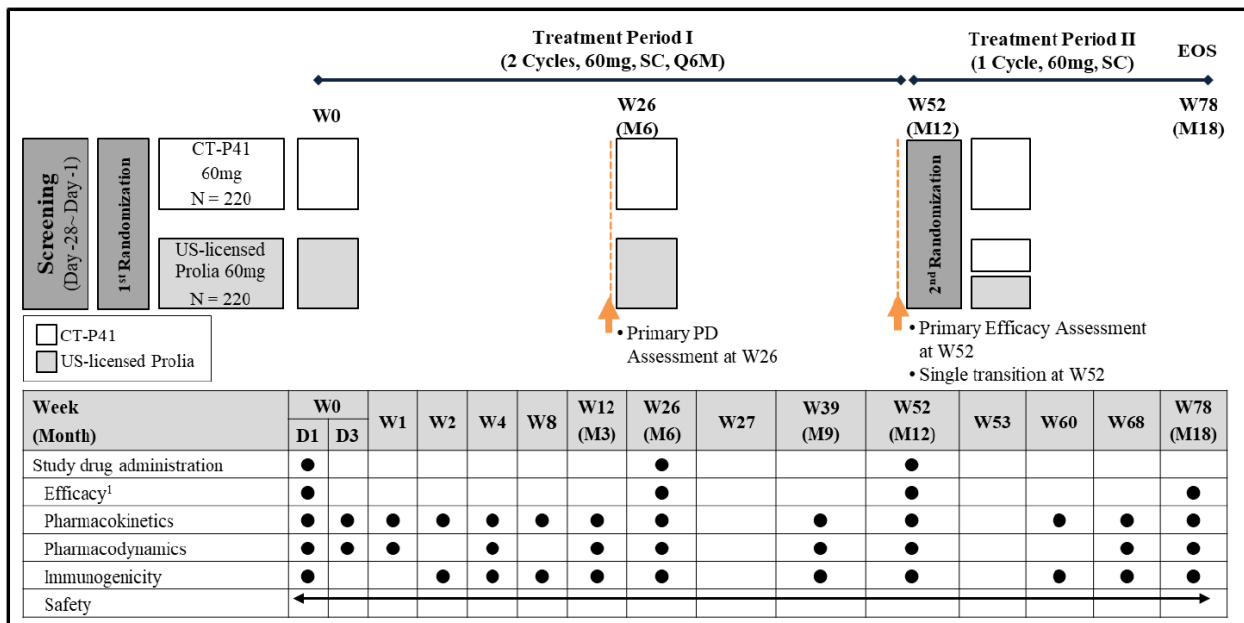 Treatment Period I
(2 Cycles, 60mg, SC, Q6M)
Treatment Period II
(1 Cycle, 60mg, SC)
EOS
W0
W26
(M6)
W52
(M12)
W78
(M18)
Screening
(Day -28~Day -1)
1st Randomization
CT-P41
60mg
N = 220
US-licensed
Prolia 60mg
N = 220
2nd Randomization
CT-P41
US-licensed Prolia
• Primary PD
Assessment at W26
• Primary Efficacy Assessment
at W52
• Single transition at W52
Week
(Month)
W0
D1 D3
W1
W2
W4
W8
W12
(M3)
W26
(M6)
W27
W39
(M9)
W52
(M12)
W53
W60
W68
W78
(M18)
Study drug administration ● ● ●
Efficacy1 ● ● ● ●
Pharmacokinetics ● ● ● ● ● ● ● ● ● ● ● ● ●
Pharmacodynamics ● ● ● ● ● ● ● ● ● ●
Immunogenicity ● ● ● ● ● ● ● ● ● ● ●
Safety